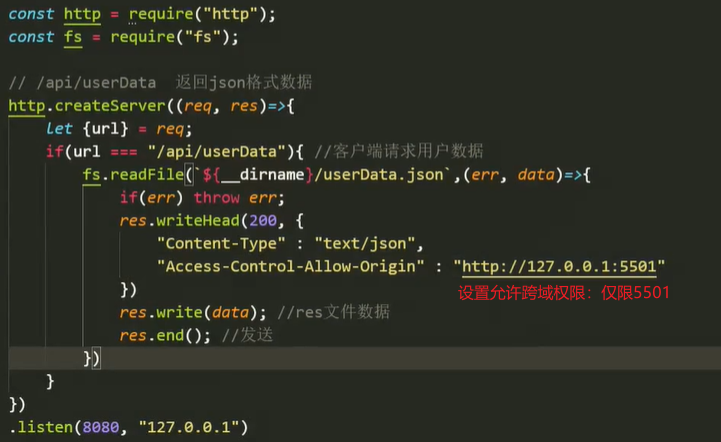 const http = require("http");
const fs = require("fs");
// /api/userData 返回json格式数据
http.createServer((req, res)=>{
let {url} = req;
if(url === "/api/userData"){ //客户端请求用户数据
fs.readFile(`${__dirname}/userData.json`,(err, data)=>{
if(err) throw err;
res.writeHead(200, {
"Content-Type" : "text/json",
"Access-Control-Allow-Origin" : "http://127.0.0.1:5501"
设置允许跨域权限：仅限5501
})
res.write(data); //res文件数据
res.end(); //发送
})
}
})
.listen(8080, "127.0.0.1")